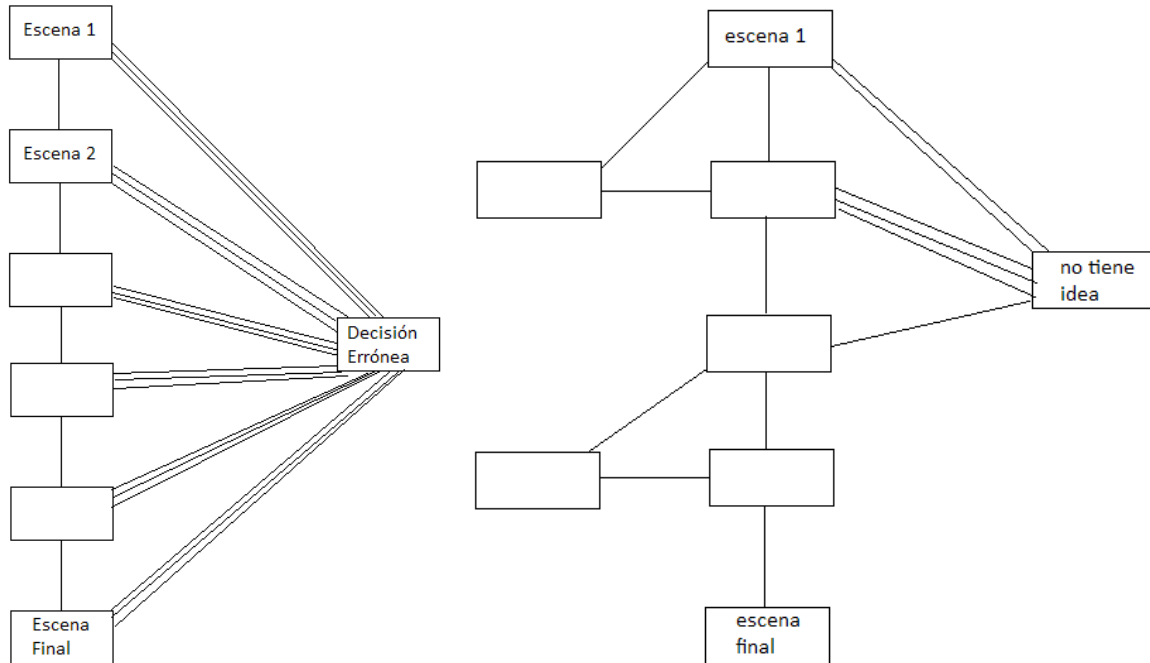 Escena 1
Escena 2
Decisión
Errónea
Escena
Final
escena 1
no tiene
idea
escena
final